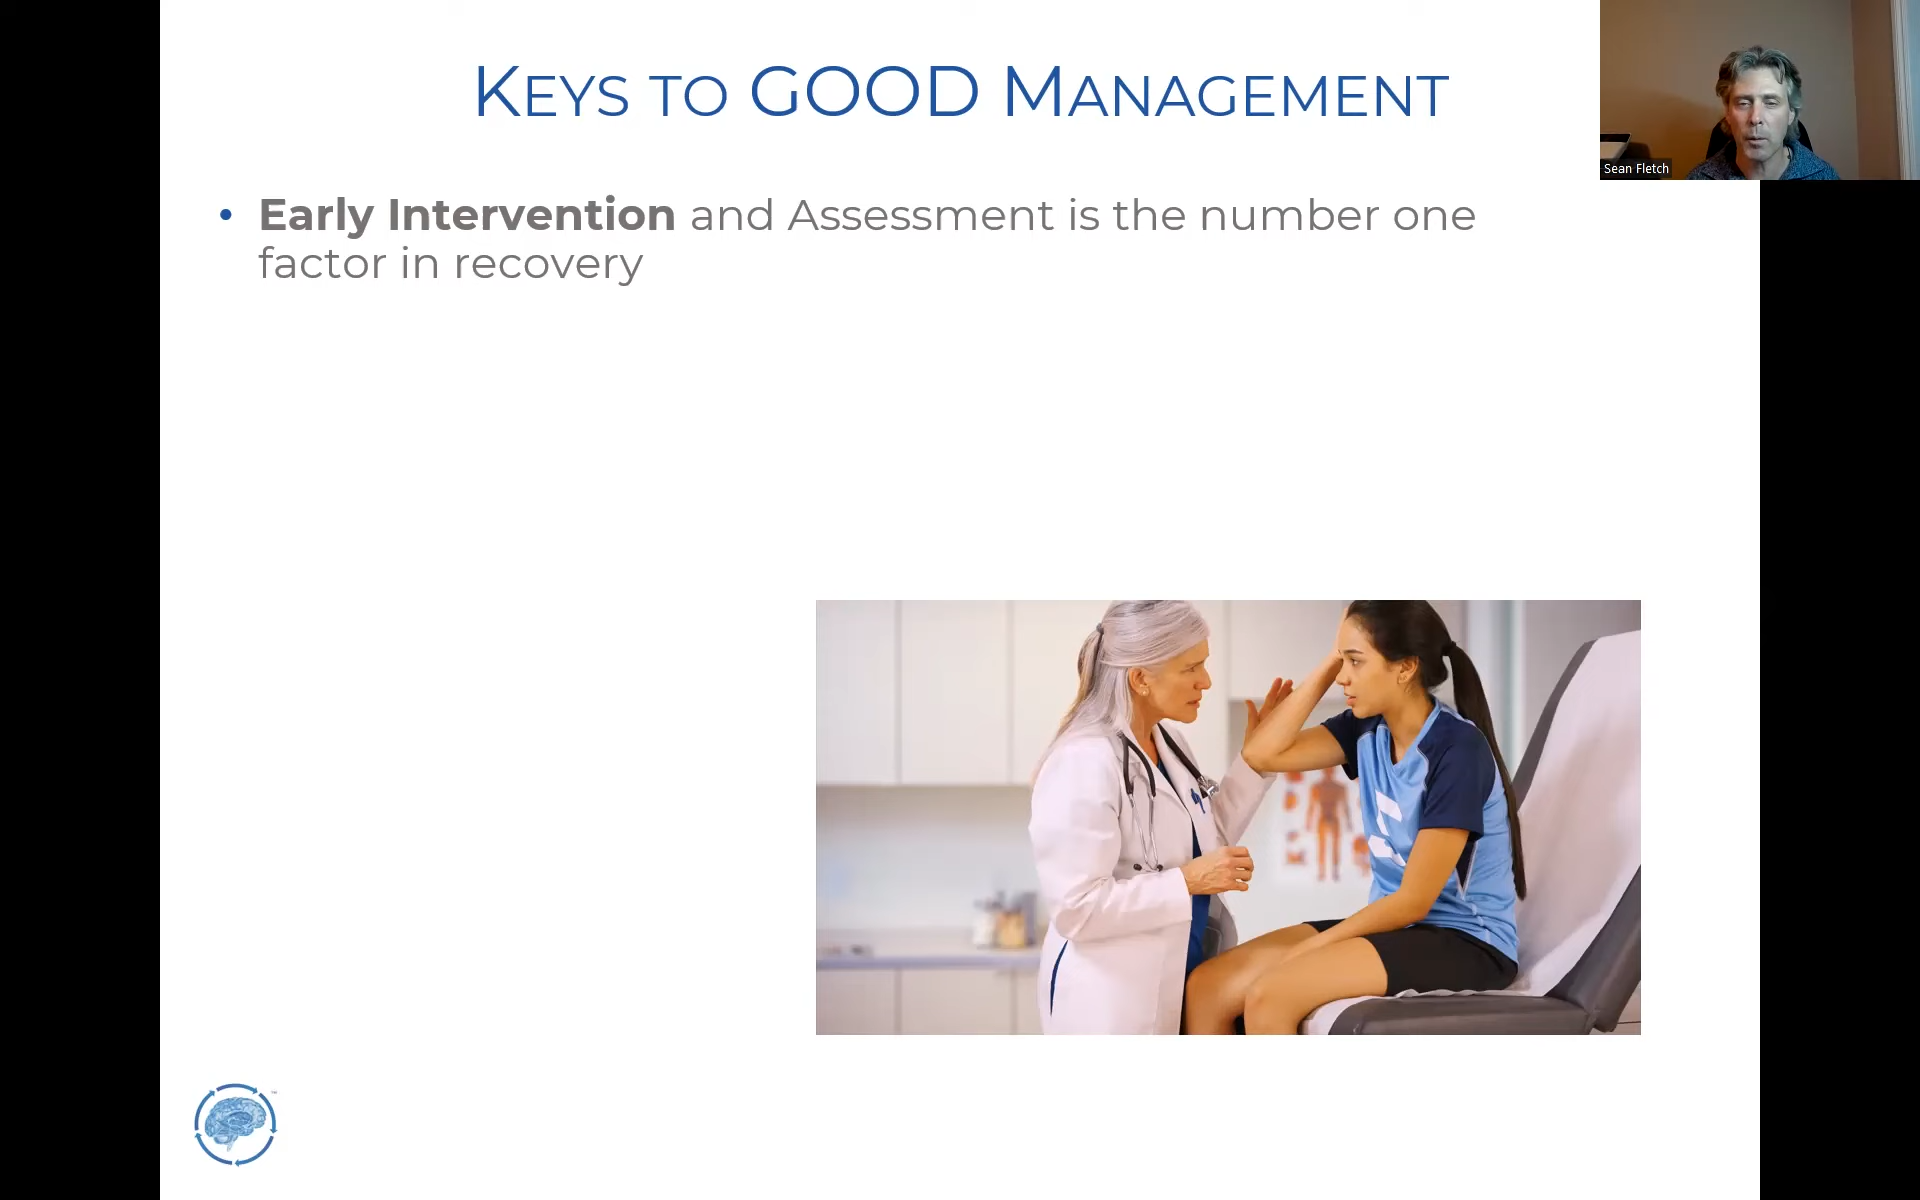 KEYS TO GOOD MANAGEMENT
• Early Intervention and Assessment is the number one
factor in recovery
Sean Fletch